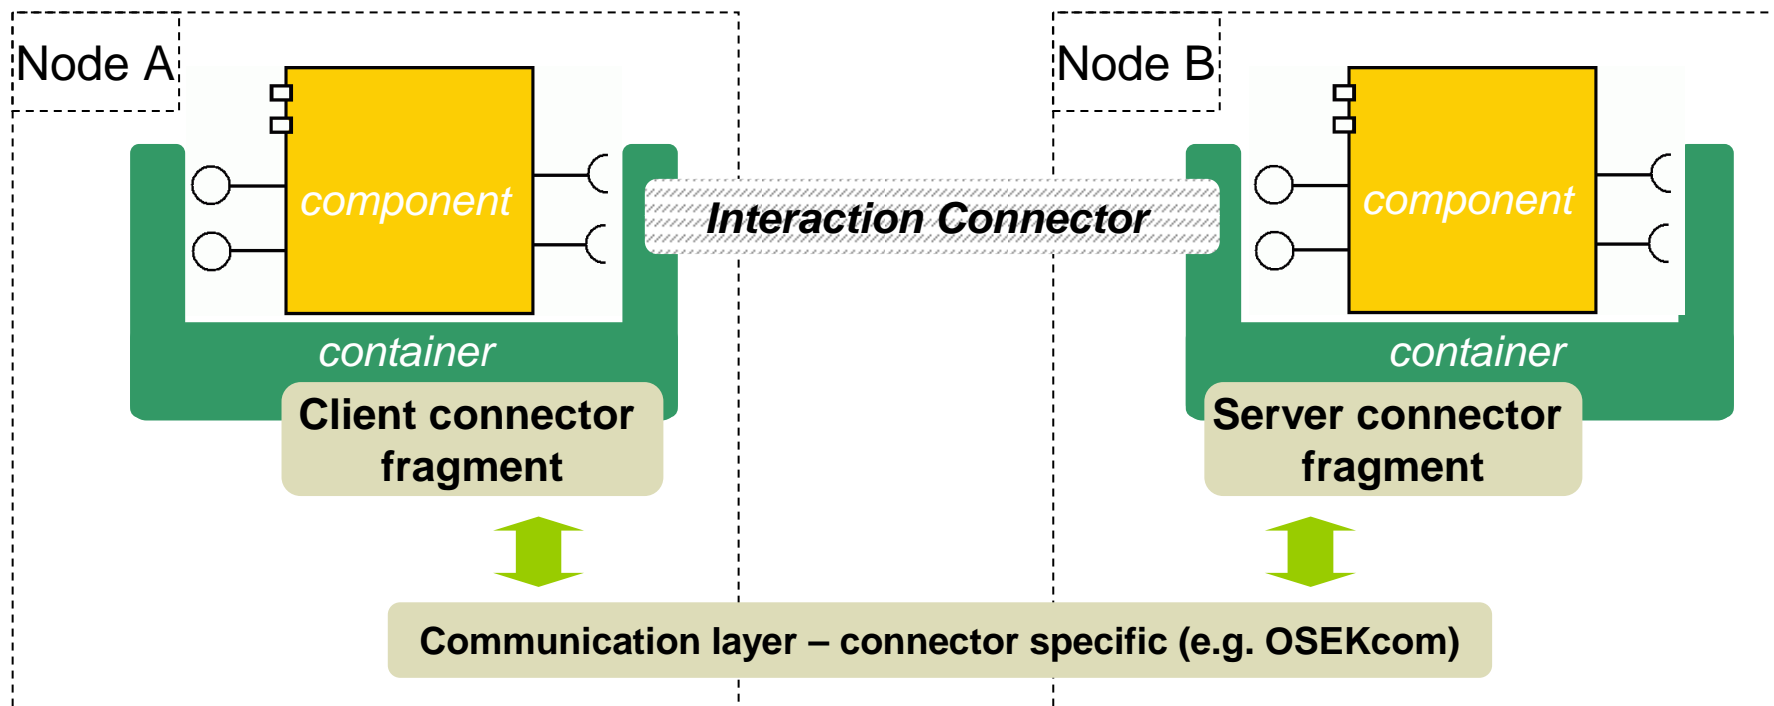 Node A
Node B
component
component
Interaction Connector
container
container
Client connector
fragment
Server connector
fragment
Communication layer – connector specific (e.g. OSEKcom)